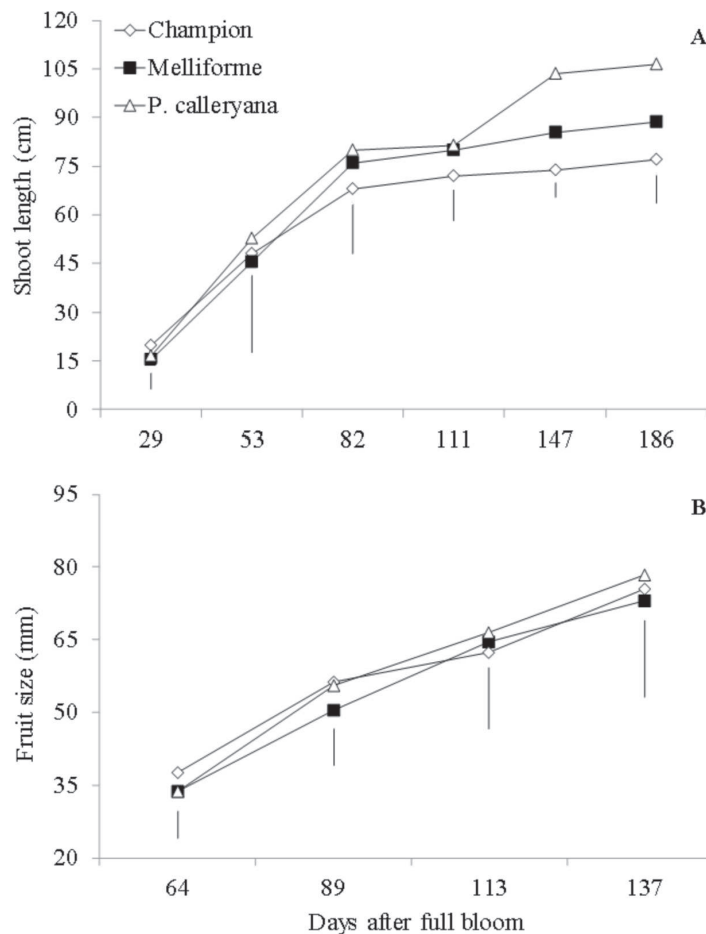 120
105
90
75
60
45
30
15
0
Shoot length (cm)
Champion
Melliforme
P. calleryana
A
29 53 82 111 147 186
95
80
65
50
35
20
Fruit size (mm)
B
64 89 113 137
Days after full bloom